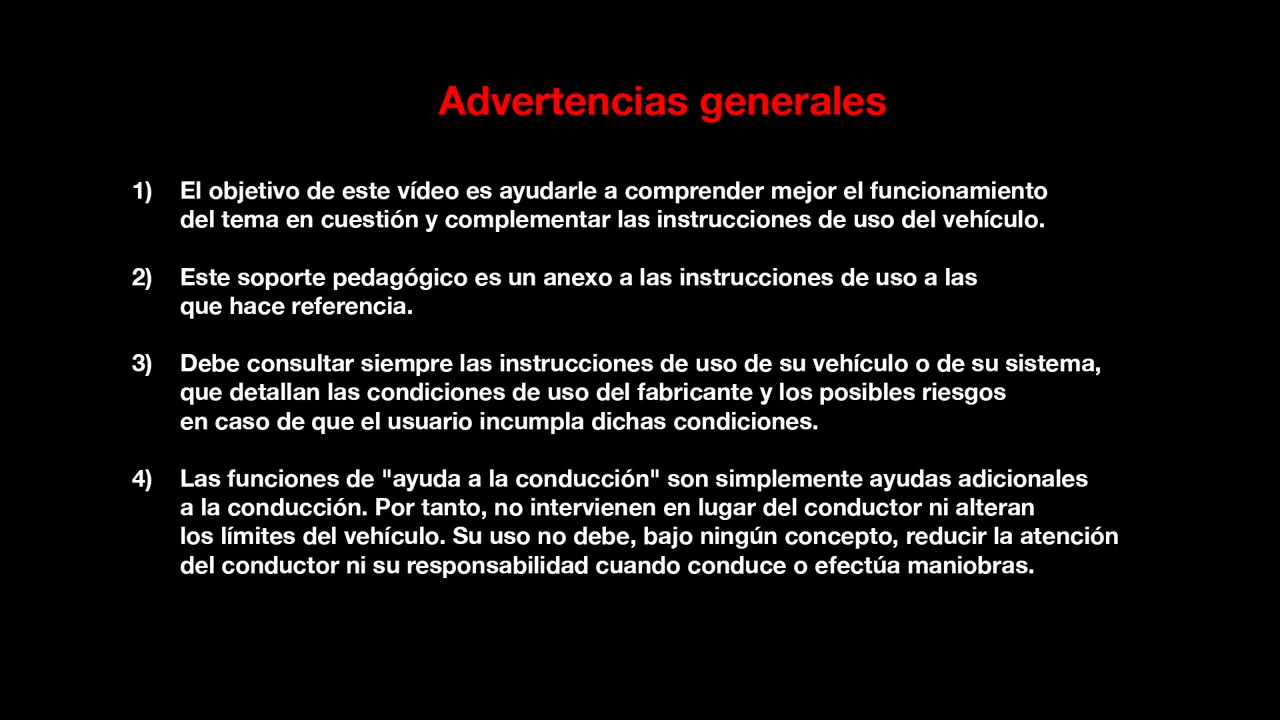 Advertencias generales
1) El objetivo de este vídeo es ayudarle a comprender mejor el funcionamiento
del tema en cuestión y complementar las instrucciones de uso del vehículo.
2) Este soporte pedagógico es un anexo a las instrucciones de uso a las
que hace referencia.
3) Debe consultar siempre las instrucciones de uso de su vehículo o de su sistema,
que detallan las condiciones de uso del fabricante y los posibles riesgos
en caso de que el usuario incumpla dichas condiciones.
4) Las funciones de "ayuda a la conducción" son simplemente ayudas adicionales
a la conducción. Por tanto, no intervienen en lugar del conductor ni alteran
los límites del vehículo. Su uso no debe, bajo ningún concepto, reducir la atención
del conductor ni su responsabilidad cuando conduce o efectúa maniobras.